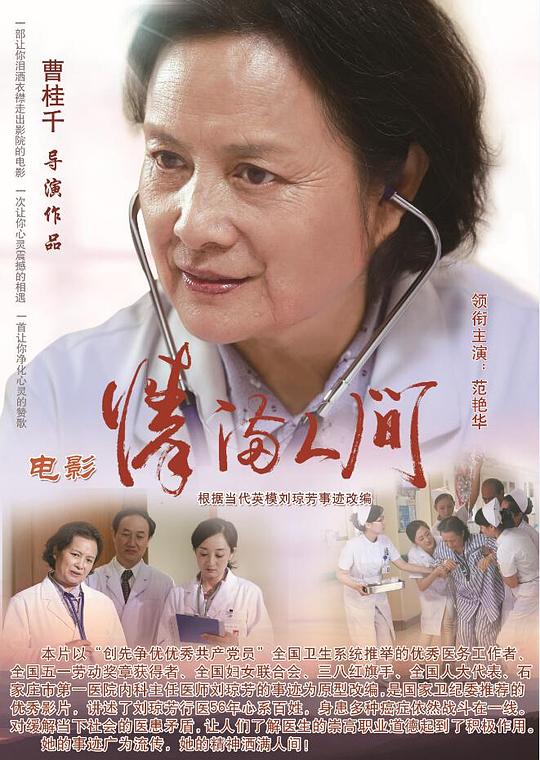 一部让你泪洒衣襟走出影院的电影 一次让你心灵震撼的相遇 一首让你净化心灵的赞歌
曹桂千 导演作品
领衔主演：范艳华
电影 情满人间
根据当代英模刘琼芳事迹改编
本片以“创先争优优秀共产党员”全国卫生系统推举的优秀医务工作者、
全国五一劳动奖章获得者、全国妇女联合会、三八红旗手、全国人大代表、石
家庄市第一医院内科主任医师刘琼芳的事迹为原型改编,是国家卫纪委推荐的
优秀影片，讲述了刘琼芳行医56年心系百姓，身患多种癌症依然战斗在一线。
对缓解当下社会的医患矛盾,让人们了解医生的崇高职业道德起到了积极作用。
她的事迹广为流传，她的精神洒满人间！